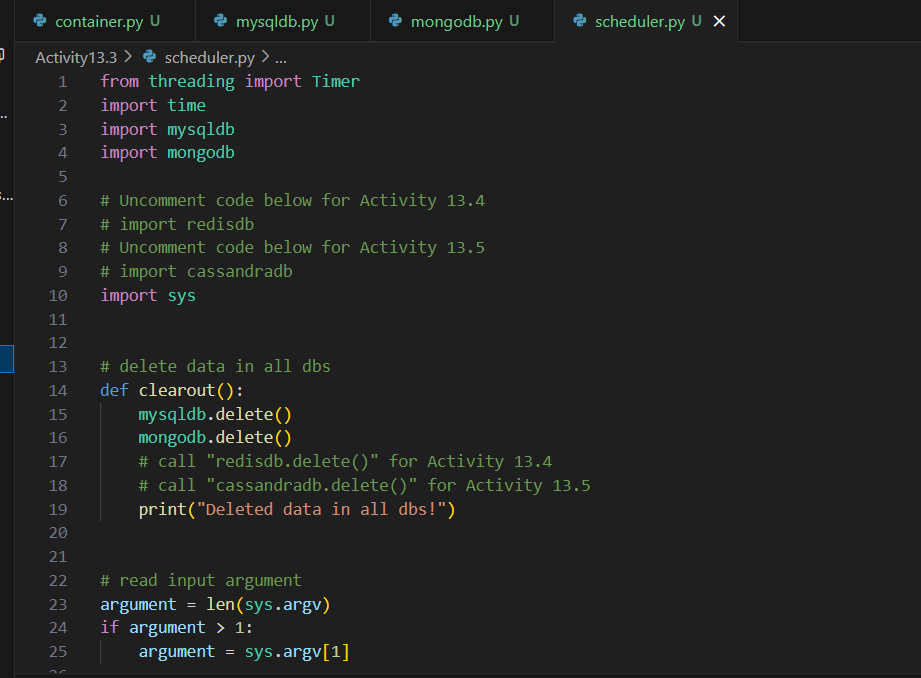 container.py U
mysqldb.py U
mongodb.py U
scheduler.py U
Activity13.3 > scheduler.py > ...
1 from threading import Timer
2 import time
3 import mysqldb
4 import mongodb
5
6 # Uncomment code below for Activity 13.4
7 # import redisdb
8 # Uncomment code below for Activity 13.5
9 # import cassandradb
10 import sys
11
12
13 # delete data in all dbs
14 def clearout():
15     mysqldb.delete()
16     mongodb.delete()
17     # call "redisdb.delete()" for Activity 13.4
18     # call "cassandradb.delete()" for Activity 13.5
19     print("Deleted data in all dbs!")
20
21
22 # read input argument
23 argument = len(sys.argv)
24 if argument > 1:
25     argument = sys.argv[1]